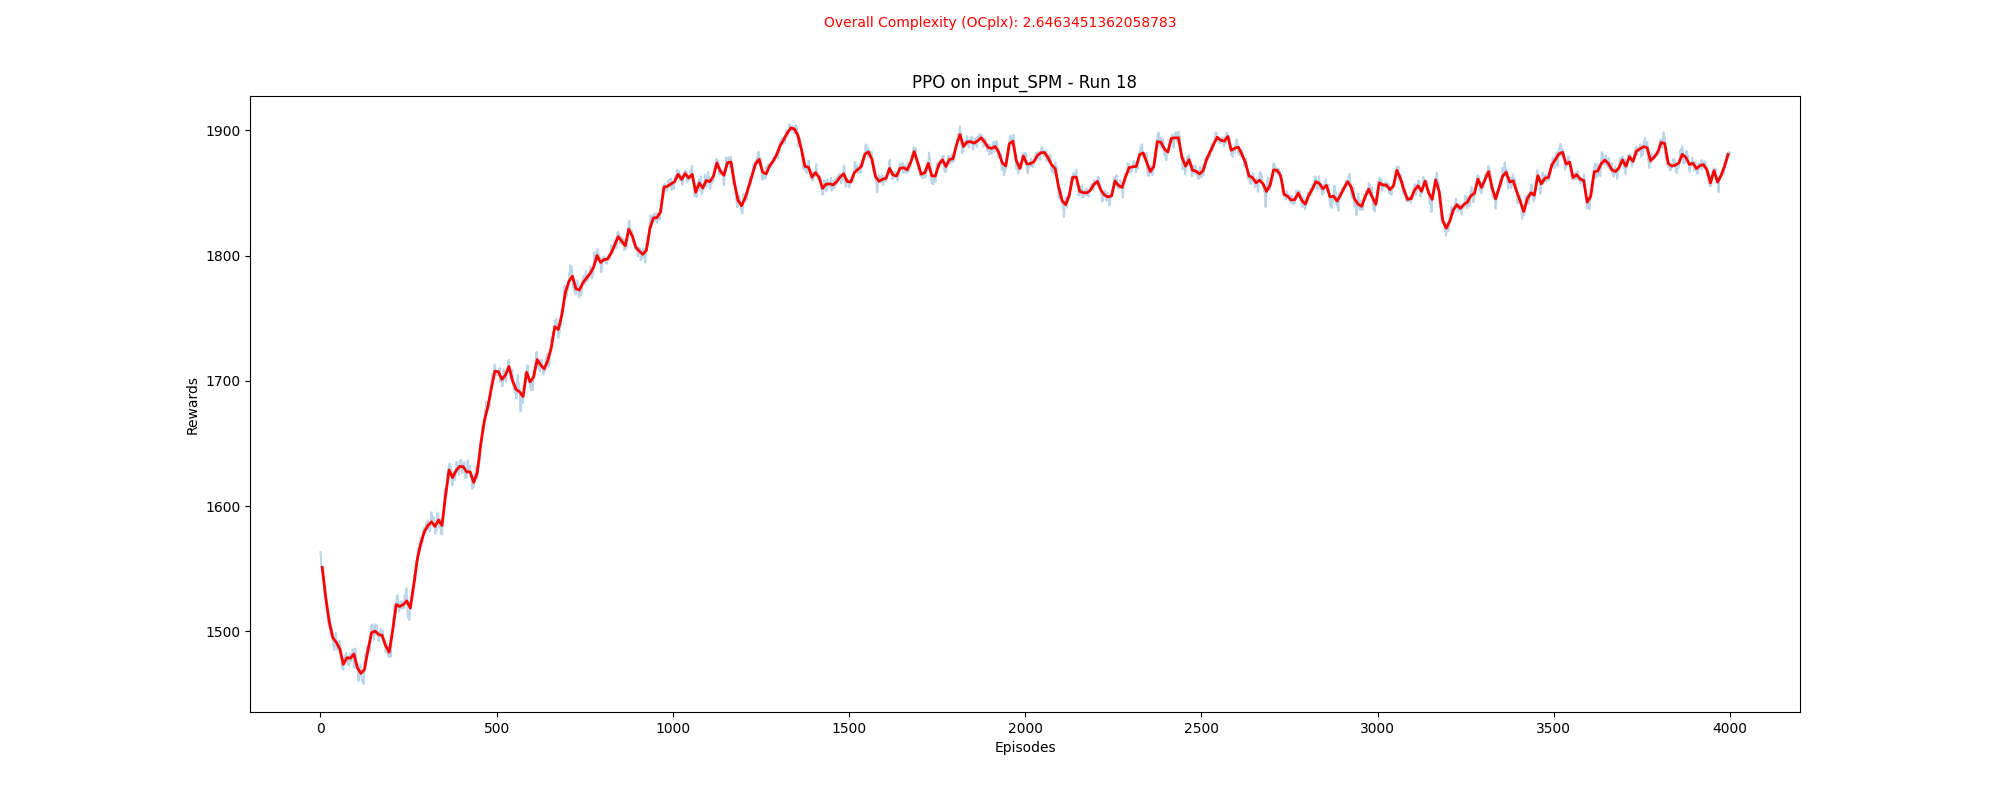 Overall Complexity (OCplx): 2.6463451362058783
PPO on input_SPM - Run 18
1900
1800
1700
1600
1500
Rewards
0 500 1000 1500 2000 2500 3000 3500 4000
Episodes